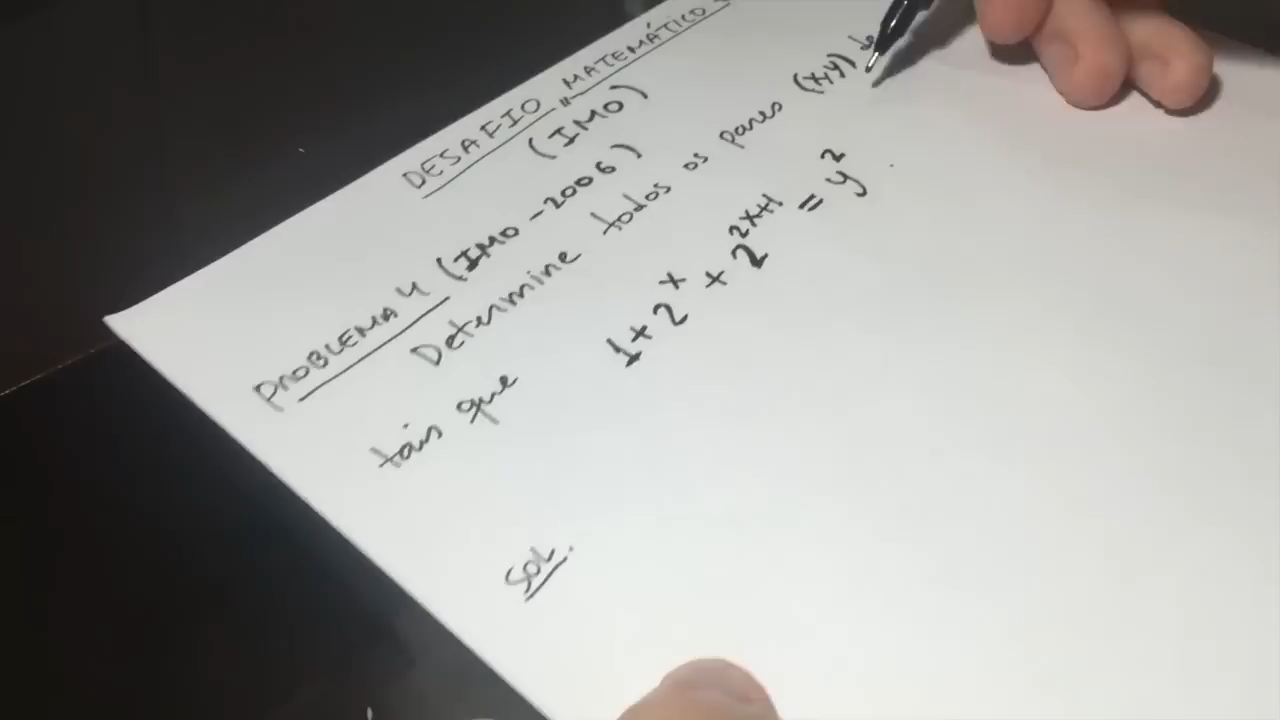 DESAFIO MATEMÁTICO
(IMO)
PROBLEMA 4 (IMO - 2006)
Determine todos os pares (x,y) de
tais que 1 + 2^x + 2^{2x+1} = y^2.
SOL.